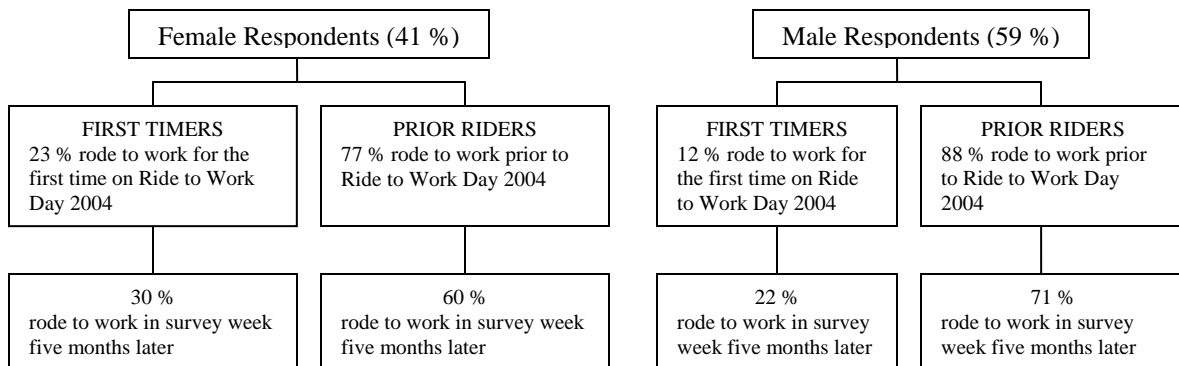 Female Respondents (41 %)
Male Respondents (59 %)
FIRST TIMERS
23 % rode to work for the
first time on Ride to Work
Day 2004
PRIOR RIDERS
77 % rode to work prior to
Ride to Work Day 2004
FIRST TIMERS
12 % rode to work for
the first time on Ride
to Work Day 2004
PRIOR RIDERS
88 % rode to work prior
to Ride to Work Day
2004
30 %
rode to work in survey week
five months later
60 %
rode to work in survey week
five months later
22 %
rode to work in survey
week five months later
71 %
rode to work in survey
week five months later